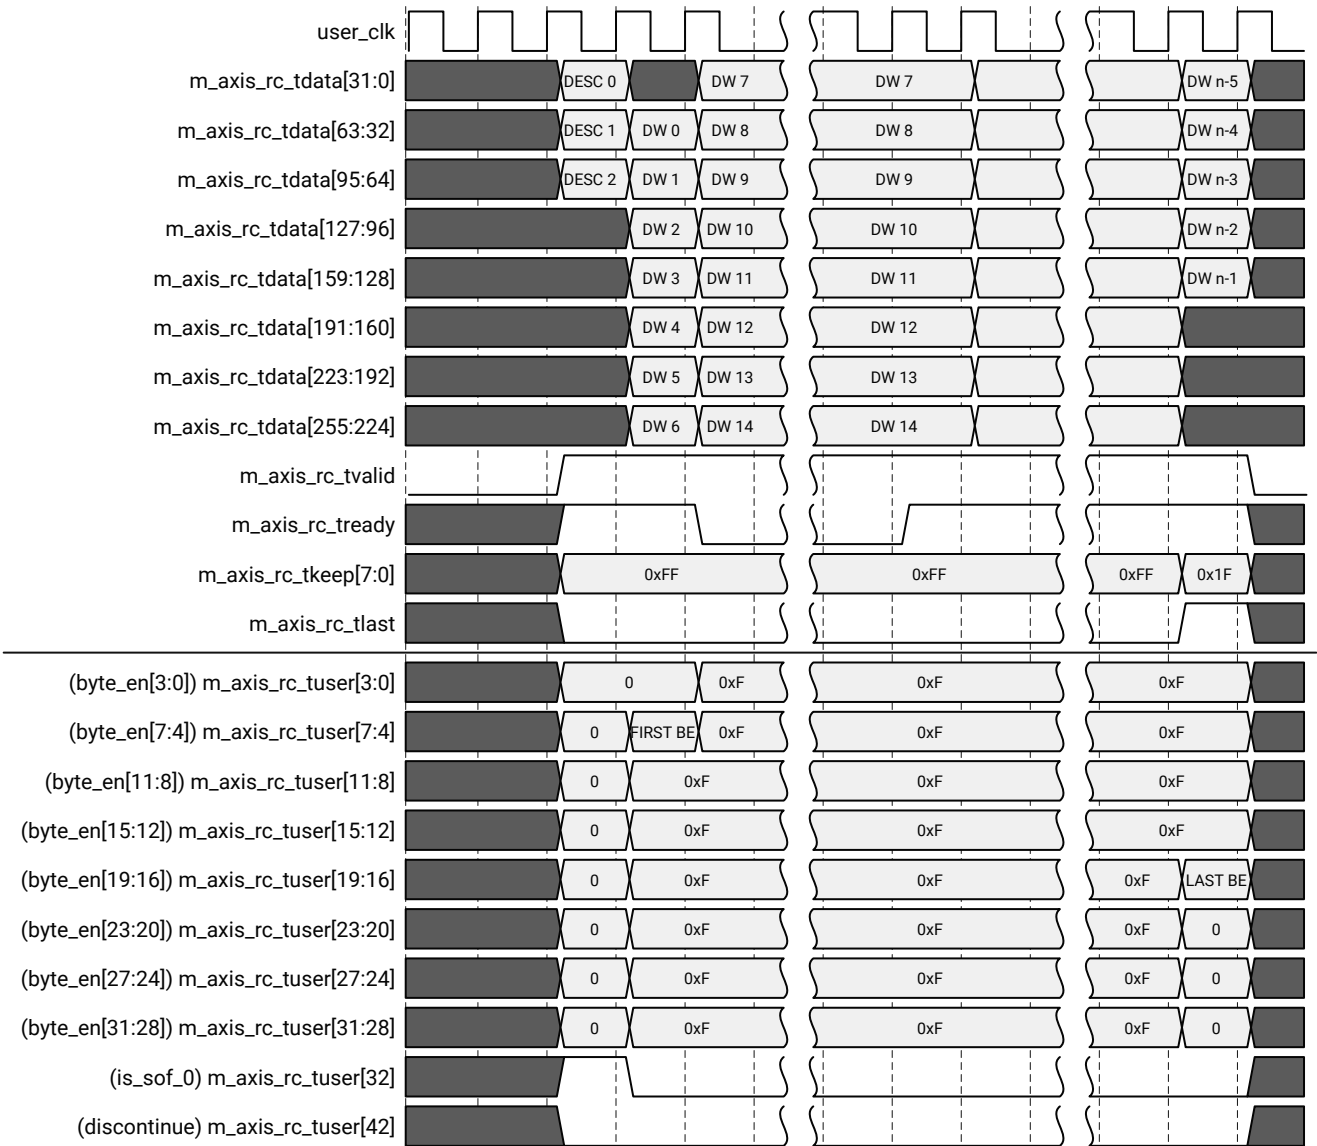 user_clk
m_axis_rc_tdata[31:0] DESC 0 DW 7 DW 7 DW n-5
m_axis_rc_tdata[63:32] DESC 1 DW 0 DW 8 DW 8 DW n-4
m_axis_rc_tdata[95:64] DESC 2 DW 1 DW 9 DW 9 DW n-3
m_axis_rc_tdata[127:96] DW 2 DW 10 DW 10 DW n-2
m_axis_rc_tdata[159:128] DW 3 DW 11 DW 11 DW n-1
m_axis_rc_tdata[191:160] DW 4 DW 12 DW 12
m_axis_rc_tdata[223:192] DW 5 DW 13 DW 13
m_axis_rc_tdata[255:224] DW 6 DW 14 DW 14
m_axis_rc_tvalid
m_axis_rc_tready
m_axis_rc_tkeep[7:0] 0xFF 0xFF 0xFF 0x1F
m_axis_rc_tlast
(byte_en[3:0]) m_axis_rc_tuser[3:0] 0 0xF 0xF 0xF
(byte_en[7:4]) m_axis_rc_tuser[7:4] 0 FIRST BE 0xF 0xF 0xF
(byte_en[11:8]) m_axis_rc_tuser[11:8] 0 0xF 0xF 0xF
(byte_en[15:12]) m_axis_rc_tuser[15:12] 0 0xF 0xF 0xF
(byte_en[19:16]) m_axis_rc_tuser[19:16] 0 0xF 0xF 0xF LAST BE
(byte_en[23:20]) m_axis_rc_tuser[23:20] 0 0xF 0xF 0xF 0
(byte_en[27:24]) m_axis_rc_tuser[27:24] 0 0xF 0xF 0xF 0
(byte_en[31:28]) m_axis_rc_tuser[31:28] 0 0xF 0xF 0xF 0
(is_sof_0) m_axis_rc_tuser[32]
(discontinue) m_axis_rc_tuser[42]